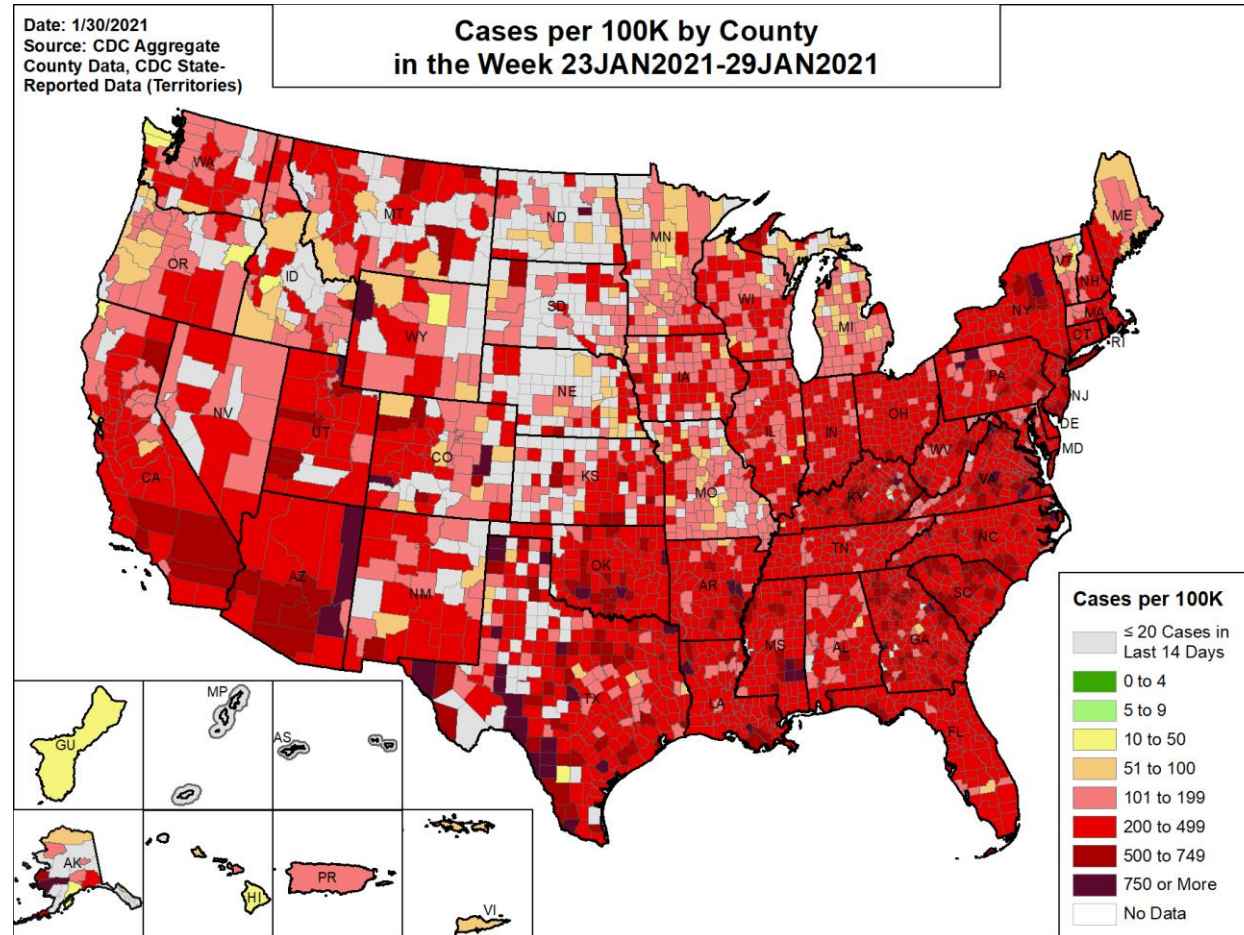 Date: 1/30/2021
Source: CDC Aggregate
County Data, CDC State-
Reported Data (Territories)
Cases per 100K by County
in the Week 23JAN2021-29JAN2021
WA
MT
ND
MN
ME
OR
ID
SD
WI
VT
NH
NY
MA
WY
MI
CT
RI
IA
PA
NE
NJ
NV
OH
UT
IL
IN
DE
CO
WV
MD
CA
KS
MO
VA
KY
NC
TN
OK
AZ
AR
NM
SC
MS
AL
GA
TX
LA
FL
GU
MP
AS
AK
HI
PR
VI
Cases per 100K
≤ 20 Cases in
Last 14 Days
0 to 4
5 to 9
10 to 50
51 to 100
101 to 199
200 to 499
500 to 749
750 or More
No Data